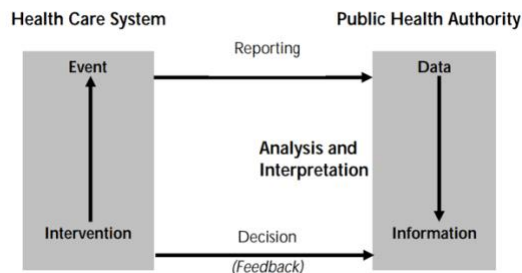 Health Care System
Public Health Authority
Reporting
Event
Data
Analysis and
Interpretation
Intervention
Decision
Information
(Feedback)